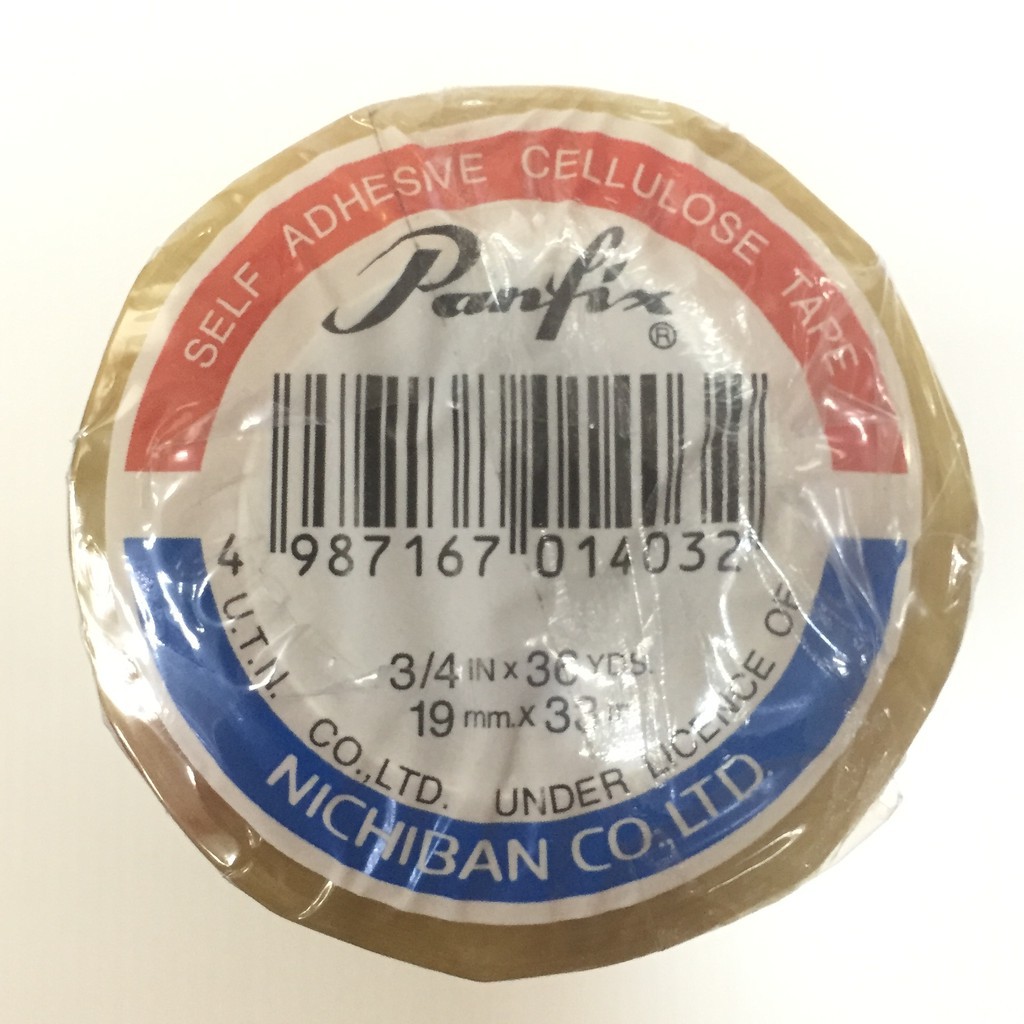 SELF ADHESIVE CELLULOSE TAPE
Panfix ®
4 987167 014032
3/4 IN x 36 YDS.
19 mm. x 33 m
U.T.I. CO.,LTD. UNDER LICENCE OF
NICHIBAN CO.,LTD.